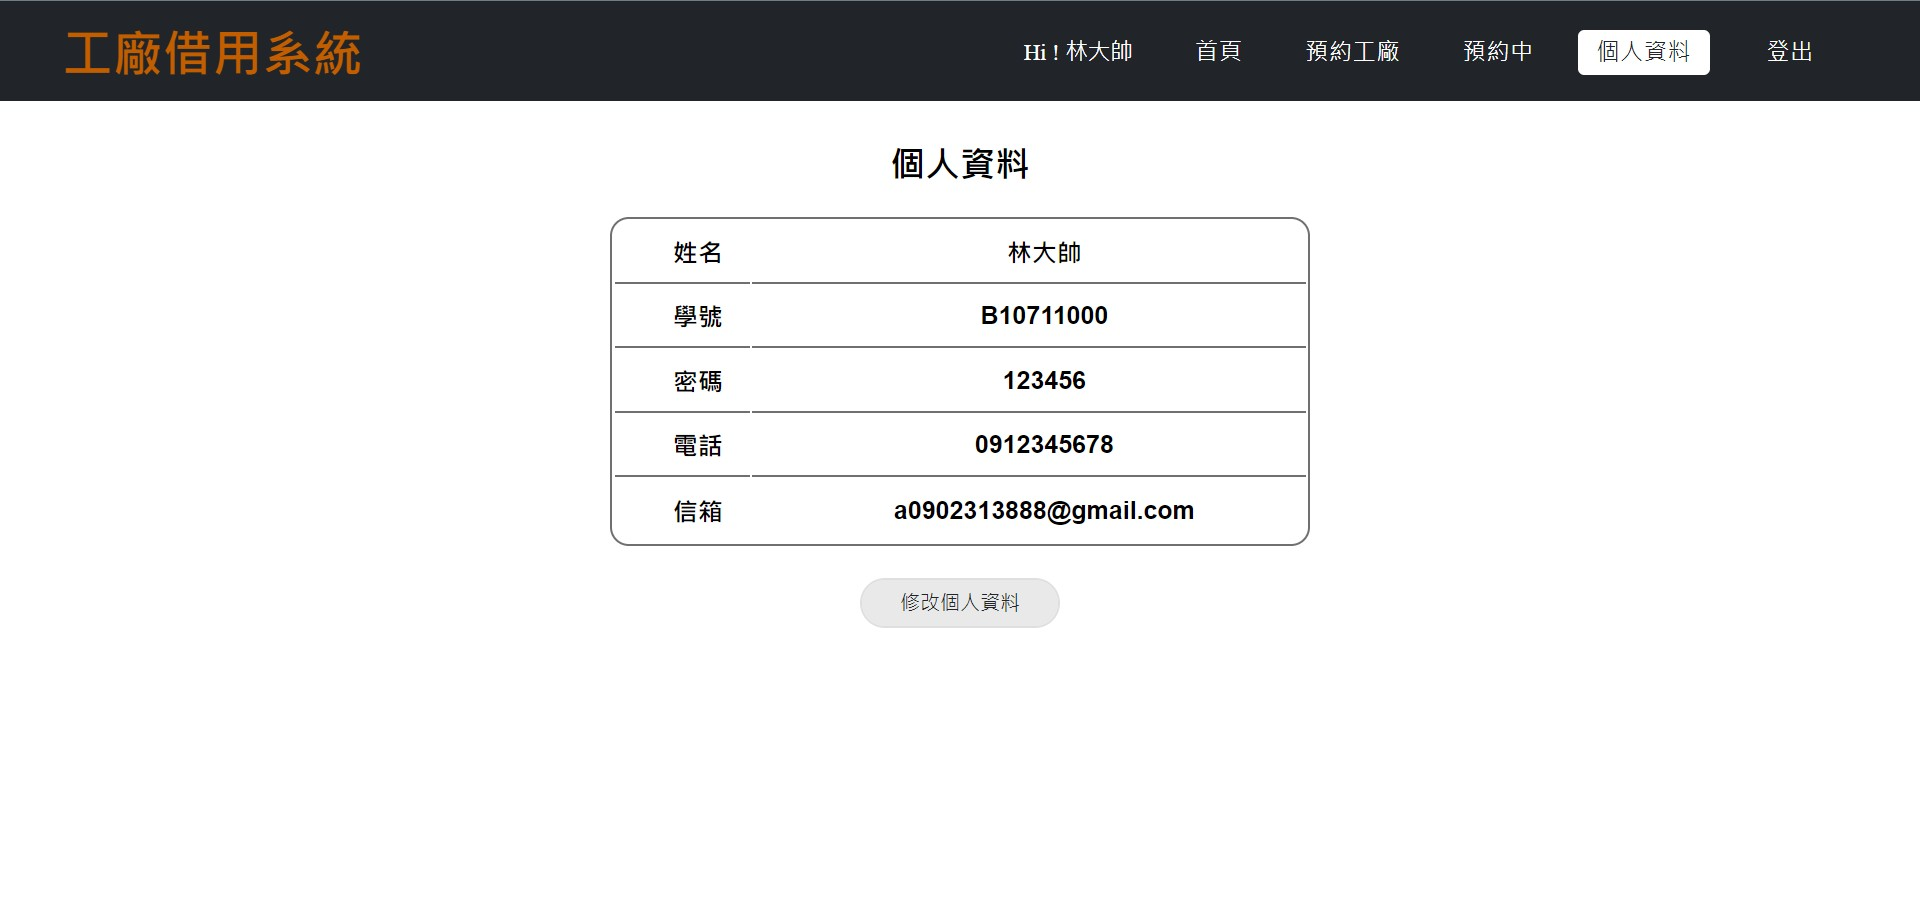 工廠借用系統
Hi ! 林大帥 首頁 預約工廠 預約中 個人資料 登出
個人資料
姓名 林大帥
學號 B10711000
密碼 123456
電話 0912345678
信箱 a0902313888@gmail.com
修改個人資料